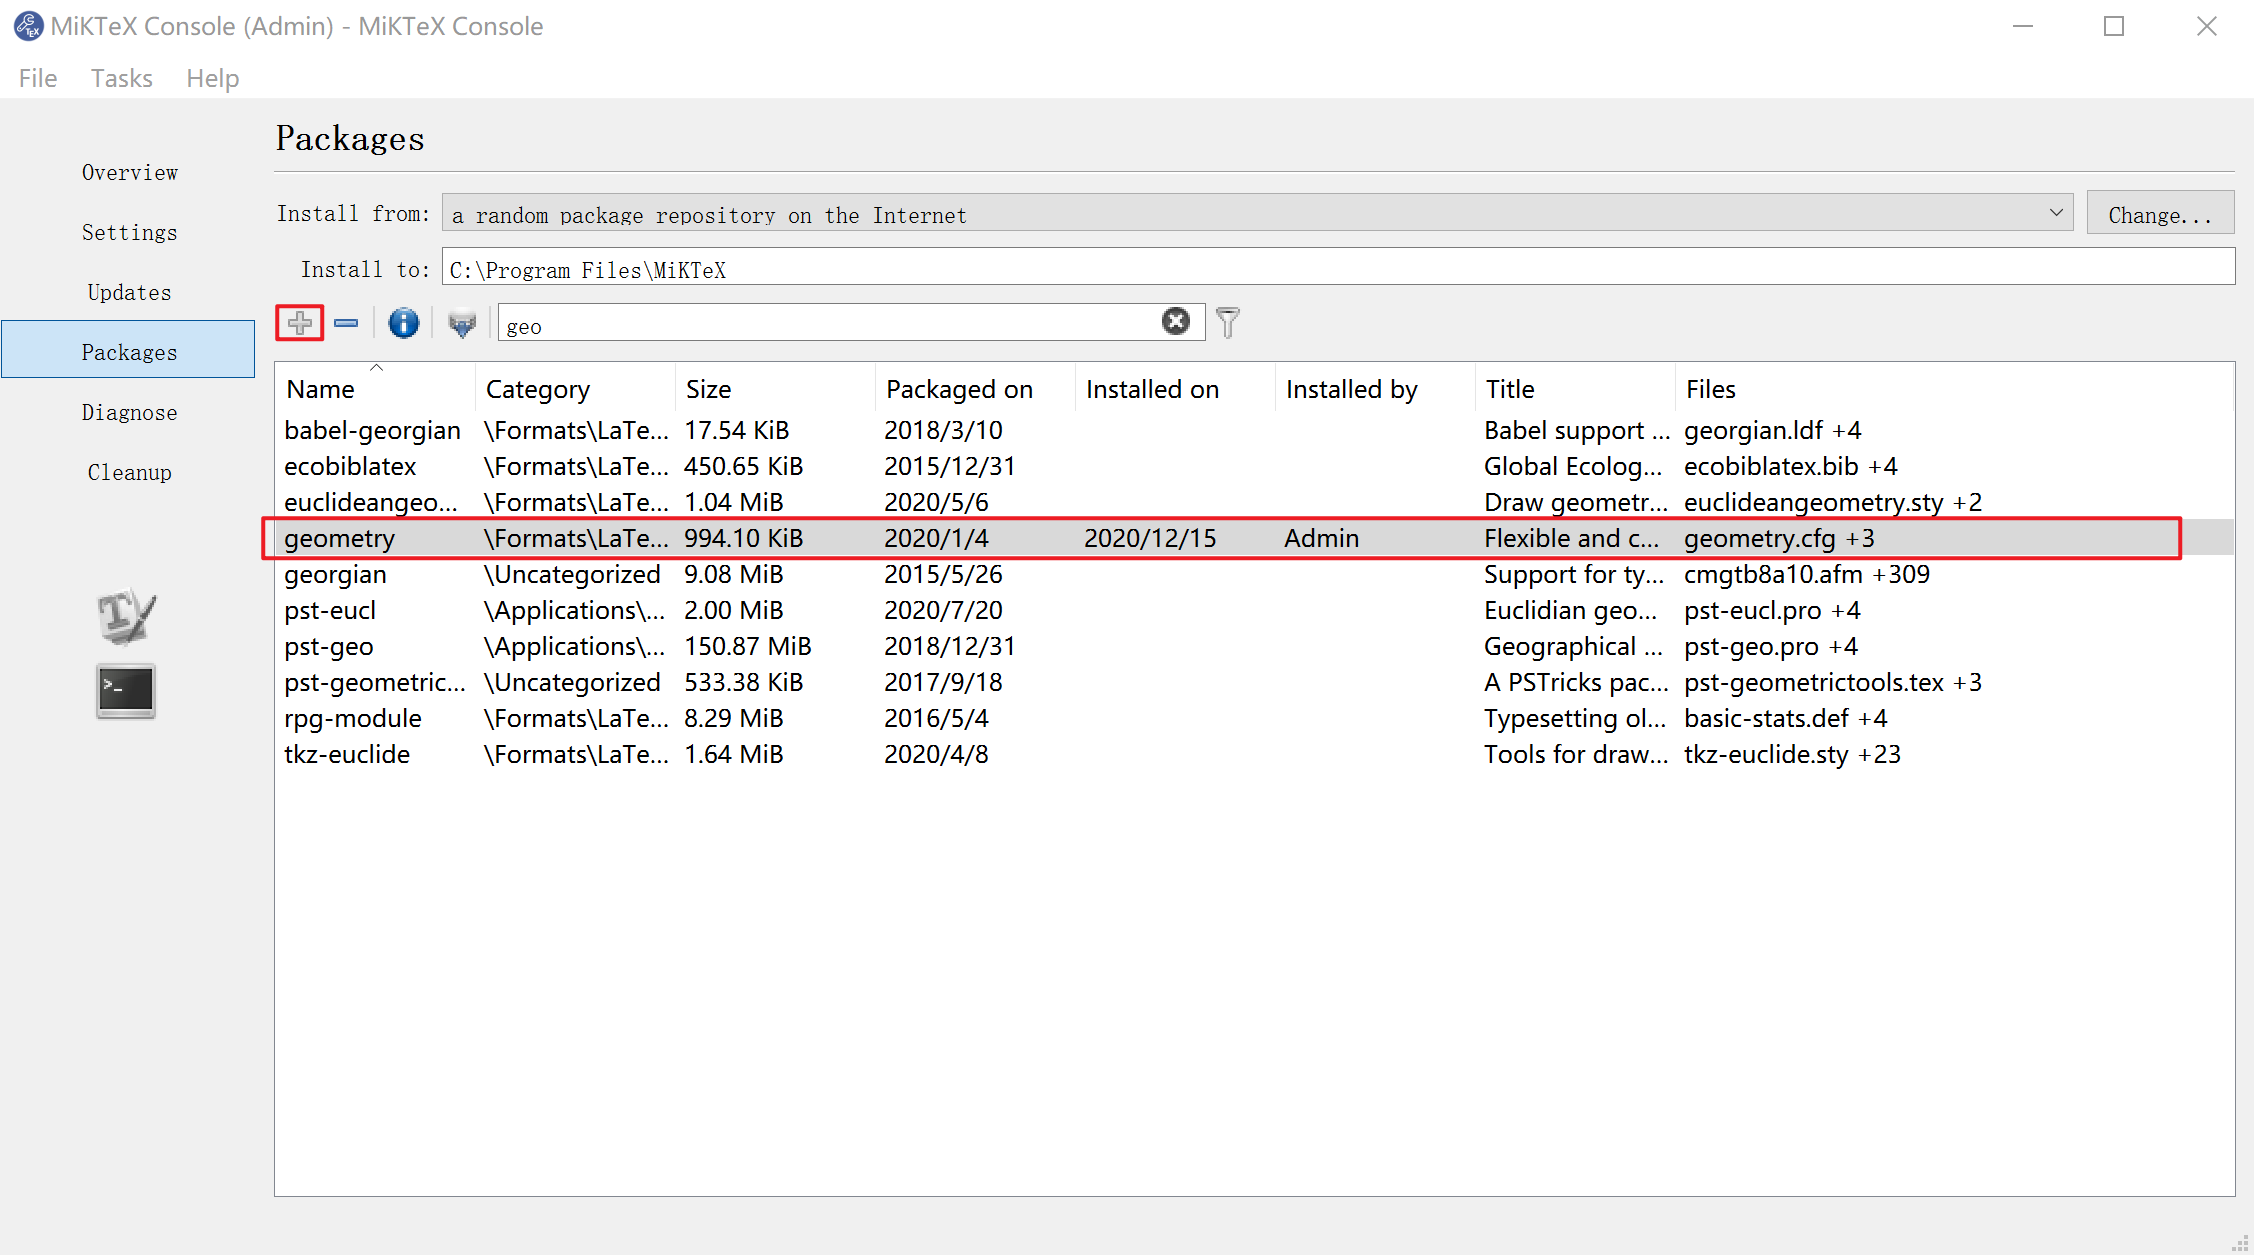 MiKTeX Console (Admin) - MiKTeX Console
File Tasks Help
Packages
Overview
Settings
Updates
Packages
Diagnose
Cleanup
Install from: a random package repository on the Internet Change...
Install to: C:\Program Files\MiKTeX
geo
Name Category Size Packaged on Installed on Installed by Title Files
babel-georgian \Formats\LaTe... 17.54 KiB 2018/3/10 Babel support ... georgian.ldf +4
ecobiblatex \Formats\LaTe... 450.65 KiB 2015/12/31 Global Ecolog... ecobiblatex.bib +4
euclideangeo... \Formats\LaTe... 1.04 MiB 2020/5/6 Draw geometr... euclideangeometry.sty +2
geometry \Formats\LaTe... 994.10 KiB 2020/1/4 2020/12/15 Admin Flexible and c... geometry.cfg +3
georgian \Uncategorized 9.08 MiB 2015/5/26 Support for ty... cmgtb8a10.afm +309
pst-eucl \Applications\... 2.00 MiB 2020/7/20 Euclidian geo... pst-eucl.pro +4
pst-geo \Applications\... 150.87 MiB 2018/12/31 Geographical ... pst-geo.pro +4
pst-geometric... \Uncategorized 533.38 KiB 2017/9/18 A PSTricks pac... pst-geometrictools.tex +3
rpg-module \Formats\LaTe... 8.29 MiB 2016/5/4 Typesetting ol... basic-stats.def +4
tkz-euclide \Formats\LaTe... 1.64 MiB 2020/4/8 Tools for draw... tkz-euclide.sty +23